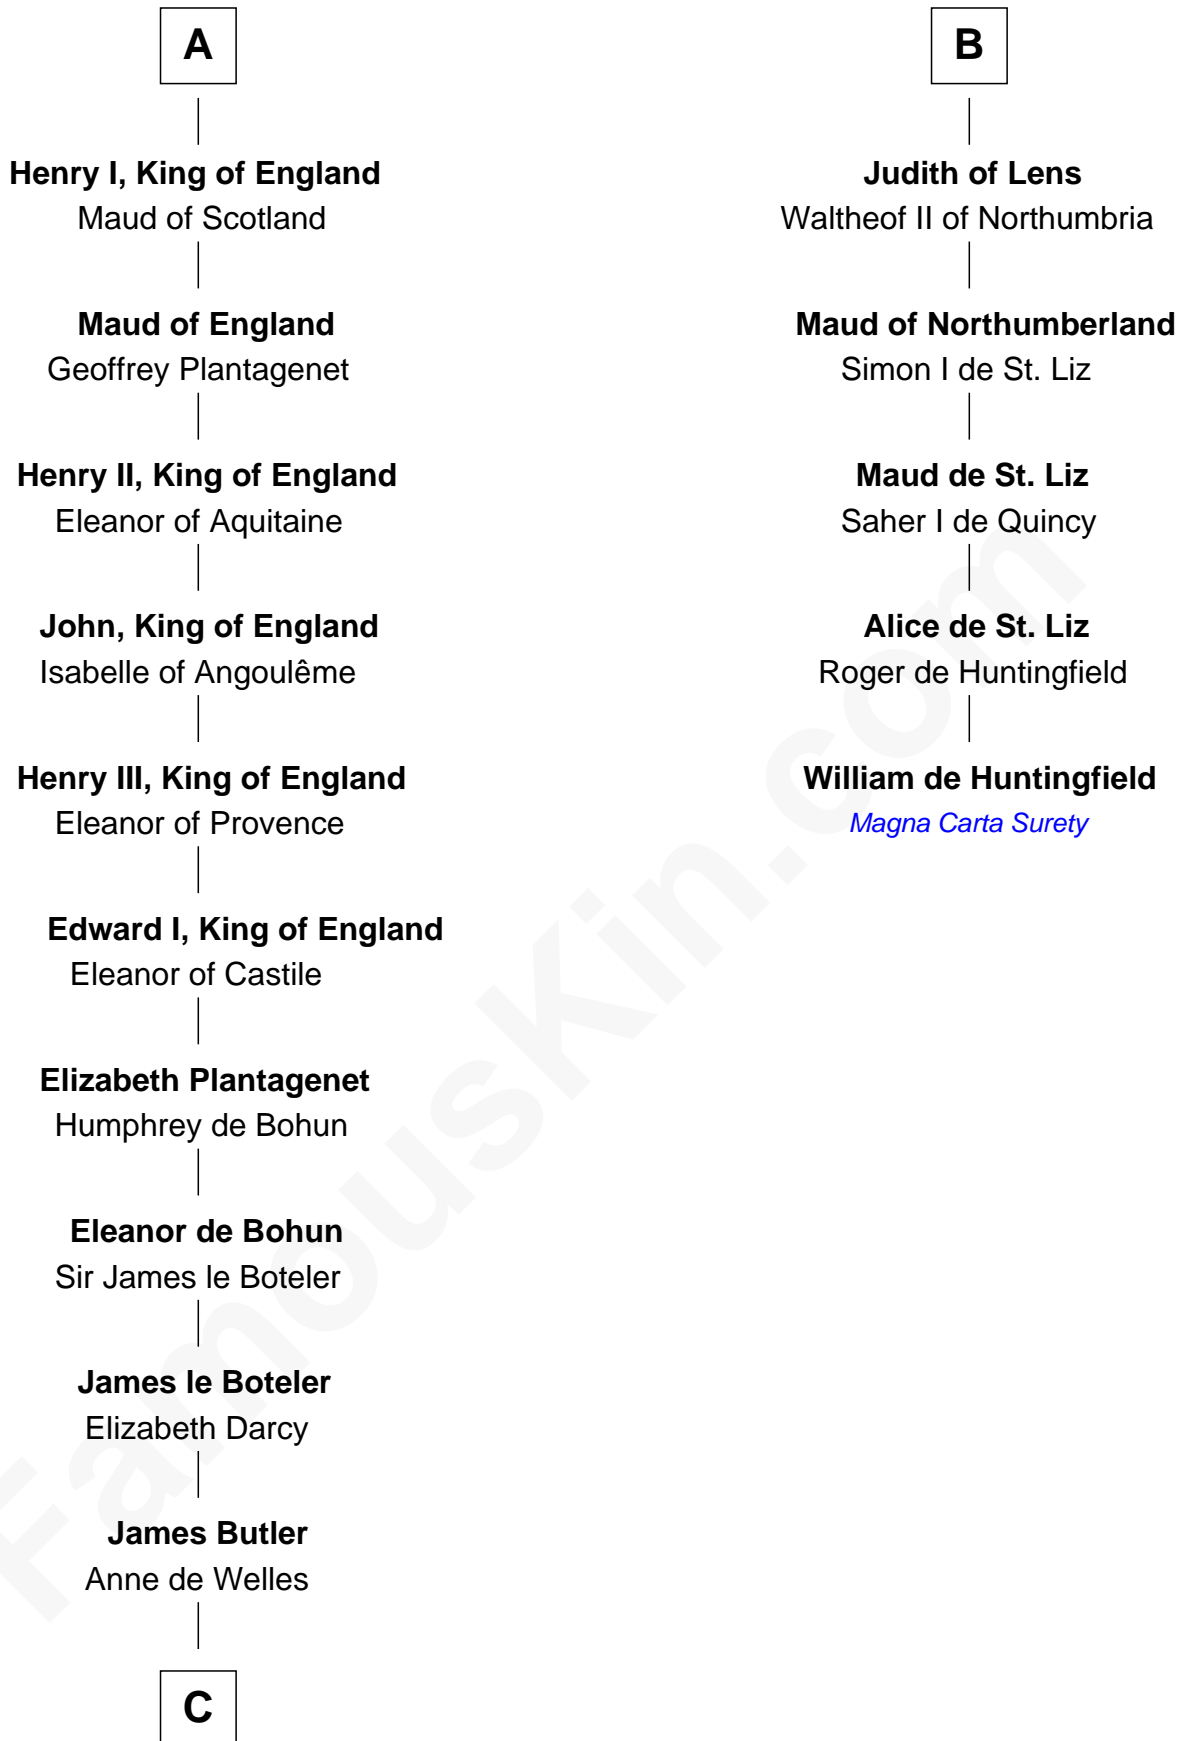 A
Henry I, King of England
Maud of Scotland
Maud of England
Geoffrey Plantagenet
Henry II, King of England
Eleanor of Aquitaine
John, King of England
Isabelle of Angoulême
Henry III, King of England
Eleanor of Provence
Edward I, King of England
Eleanor of Castile
Elizabeth Plantagenet
Humphrey de Bohun
Eleanor de Bohun
Sir James le Boteler
James le Boteler
Elizabeth Darcy
James Butler
Anne de Welles
C
B
Judith of Lens
Waltheof II of Northumbria
Maud of Northumberland
Simon I de St. Liz
Maud de St. Liz
Saher I de Quincy
Alice de St. Liz
Roger de Huntingfield
William de Huntingfield
Magna Carta Surety
FamousKin.com